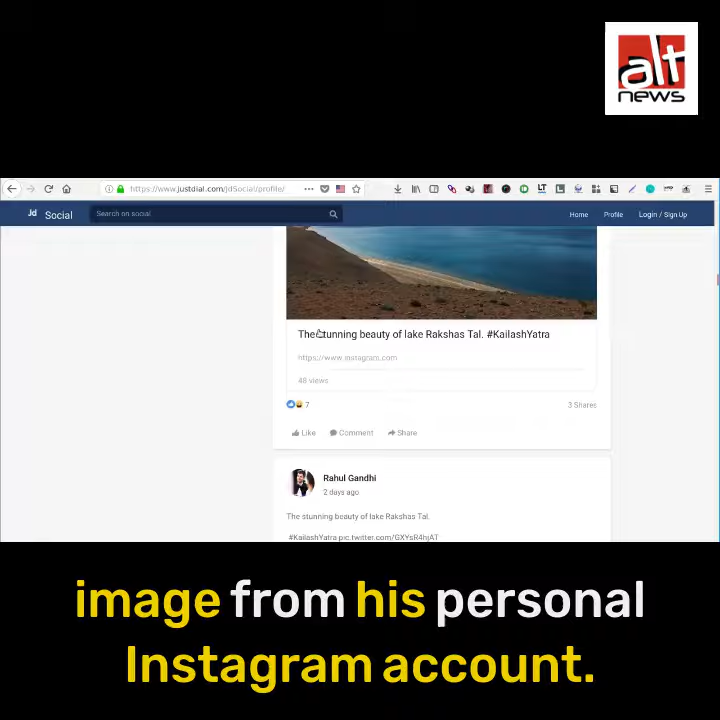 alt
news
https://www.justdial.com/JdSocial/profile/
Jd Social Search on social Home Profile Login / Sign Up
The stunning beauty of lake Rakshas Tal. #KailashYatra
https://www.instagram.com
48 views
7 3 Shares
Like Comment Share
Rahul Gandhi
2 days ago
The stunning beauty of lake Rakshas Tal.
#KailashYatra pic.twitter.com/GXYsR4hjAT
image from his personal
Instagram account.